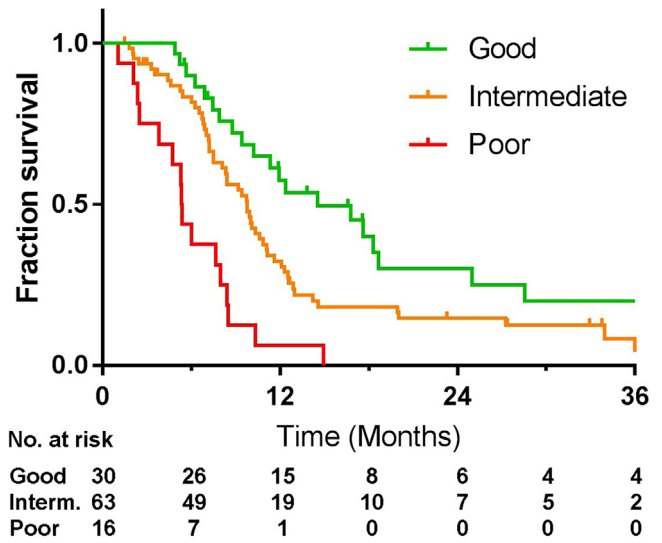 1.0
0.5
0.0
Fraction survival
Good
Intermediate
Poor
0 12 24 36
Time (Months)
No. at risk
Good 30 26 15 8 6 4 4
Interm. 63 49 19 10 7 5 2
Poor 16 7 1 0 0 0 0